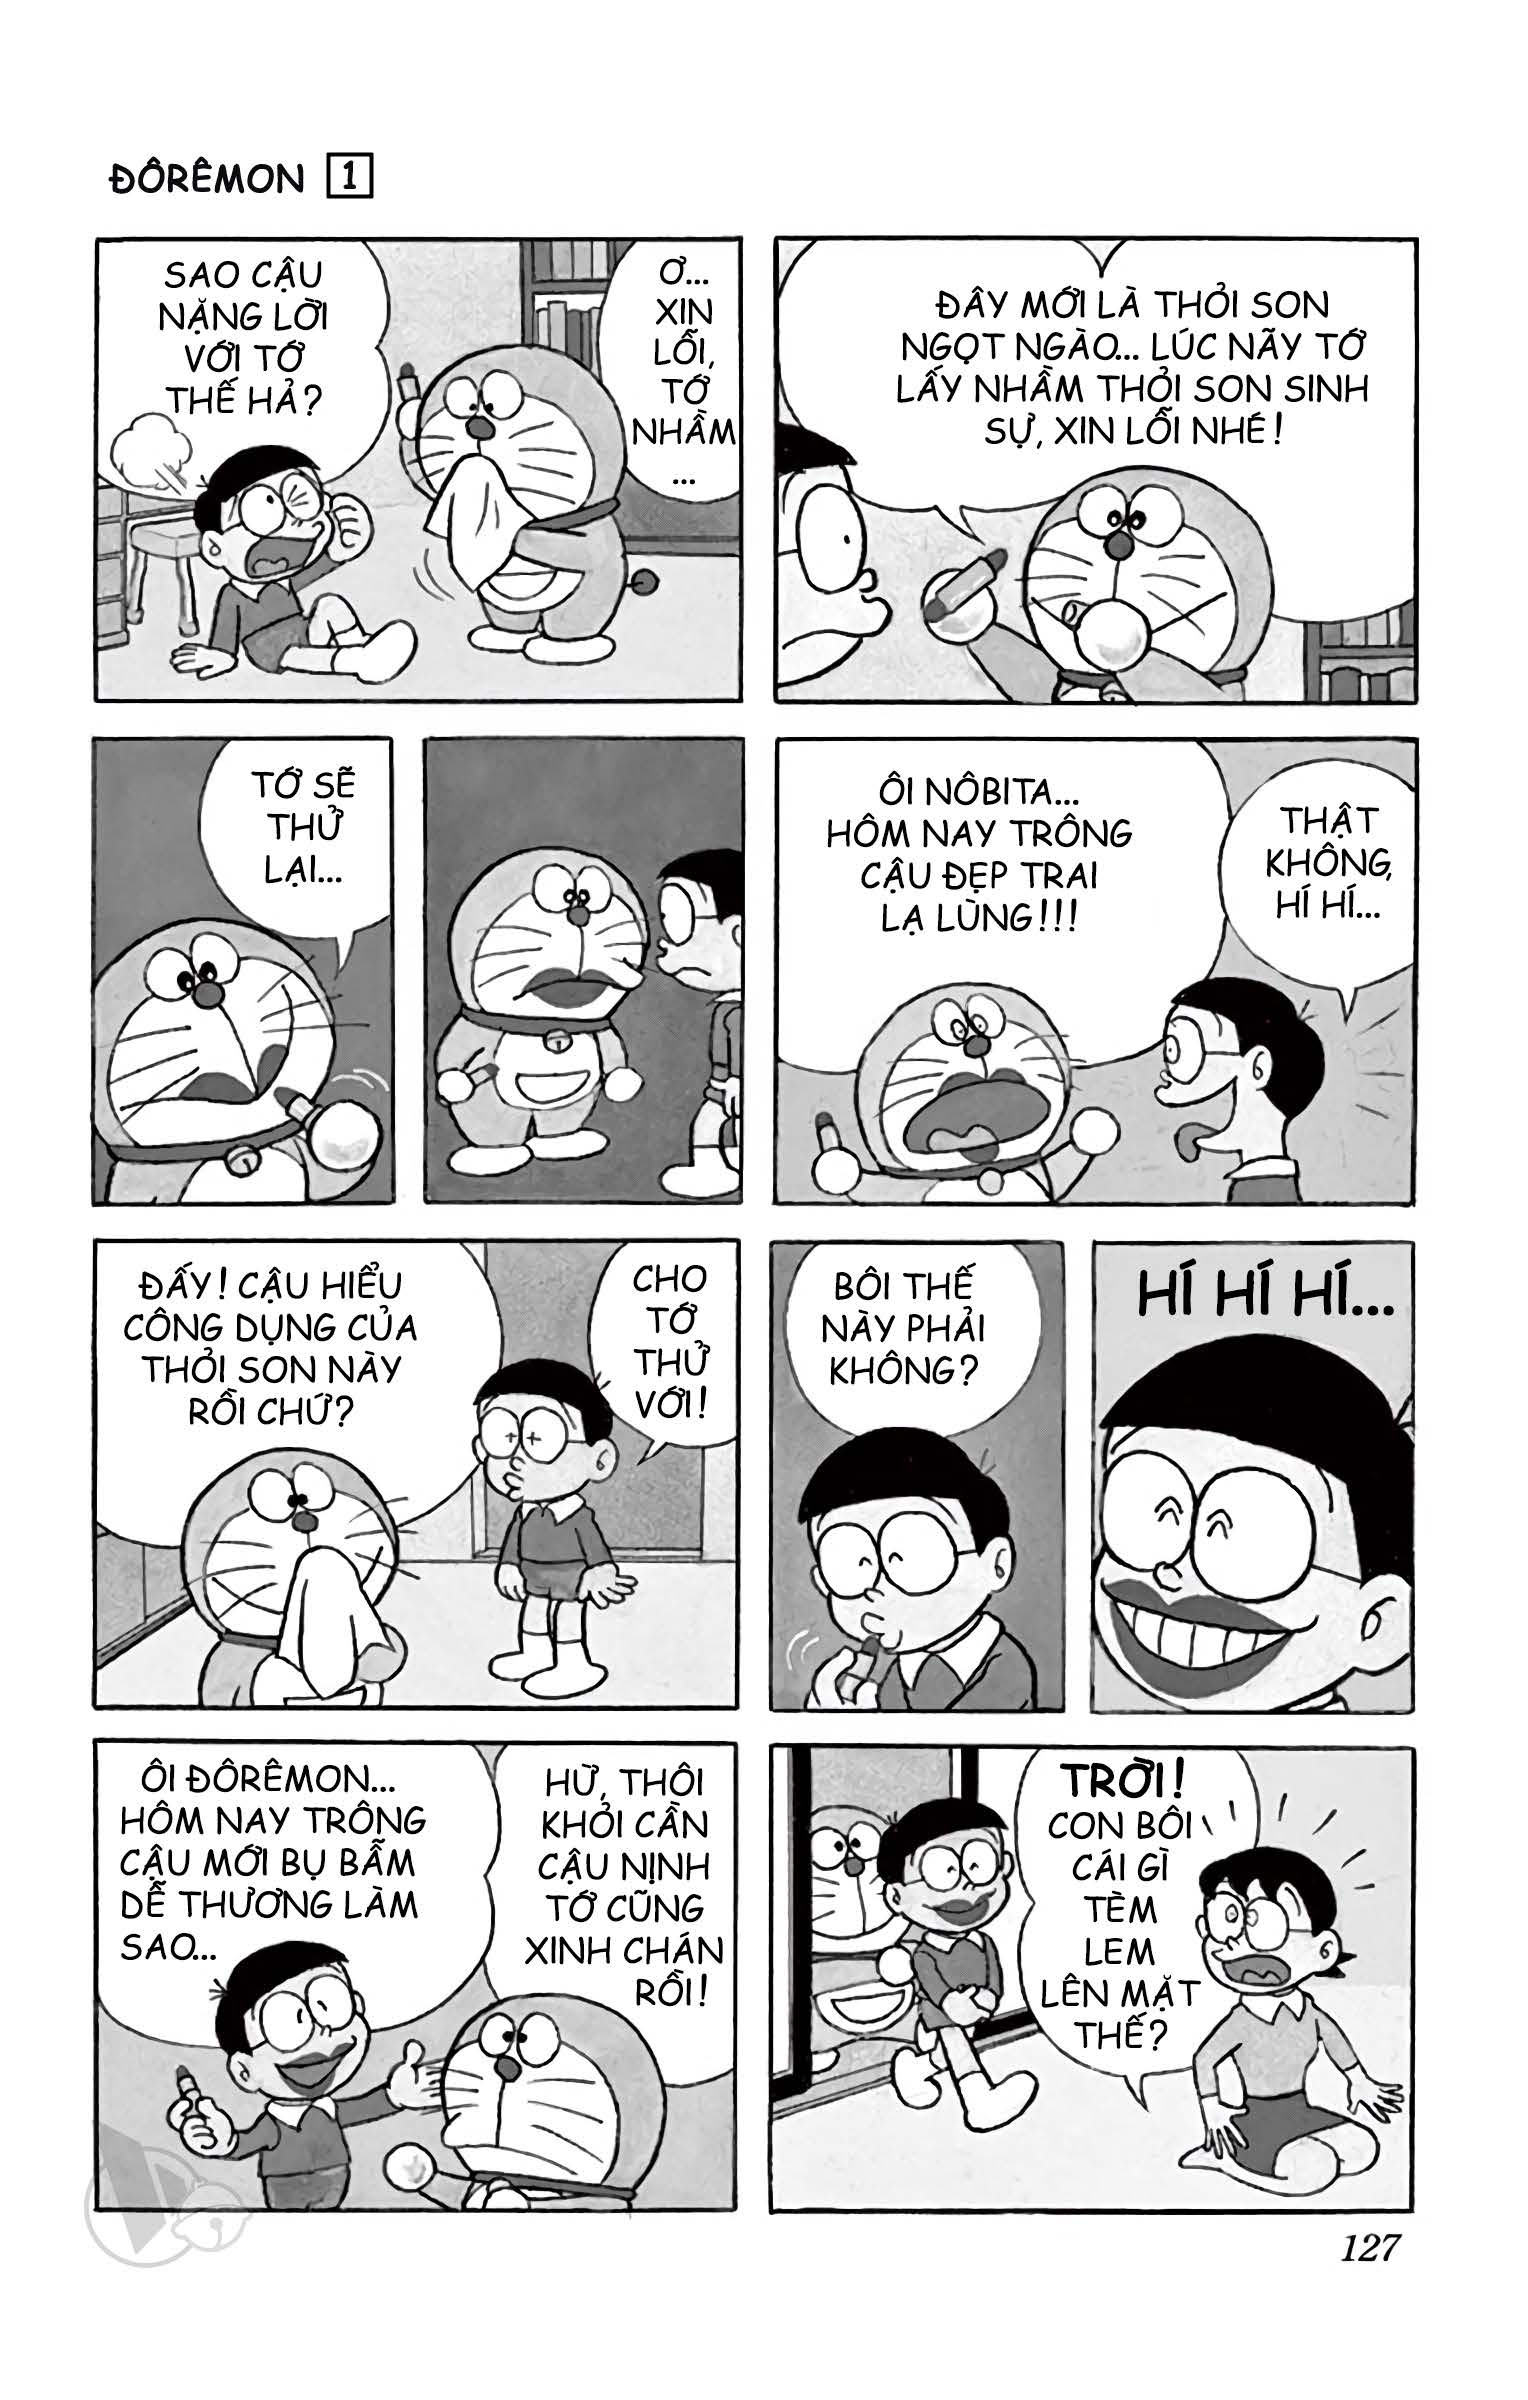 ĐÔRÊMON 1
SAO CẬU
NẶNG LỜI
VỚI TỚ
THẾ HẢ?
Ơ...
XIN
LỖI,
TỚ
NHẦM
...
ĐÂY MỚI LÀ THỎI SON
NGỌT NGÀO... LÚC NÃY TỚ
LẤY NHẦM THỎI SON SINH
SỰ, XIN LỖI NHÉ!
TỚ SẼ
THỬ
LẠI...
ÔI NÔBITA...
HÔM NAY TRÔNG
CẬU ĐẸP TRAI
LẠ LÙNG!!!
THẬT
KHÔNG,
HÍ HÍ...
ĐẤY! CẬU HIỂU
CÔNG DỤNG CỦA
THỎI SON NÀY
RỒI CHỨ?
CHO
TỚ
THỬ
VỚI!
BÔI THẾ
NÀY PHẢI
KHÔNG?
HÍ HÍ HÍ...
ÔI ĐÔRÊMON...
HÔM NAY TRÔNG
CẬU MỚI BỤ BẪM
DỄ THƯƠNG LÀM
SAO...
HỪ, THÔI
KHỎI CẦN
CẬU NỊNH
TỚ CŨNG
XINH CHÁN
RỒI!
TRỜI!
CON BÔI
CÁI GÌ
TÈM
LEM
LÊN MẶT
THẾ?
127